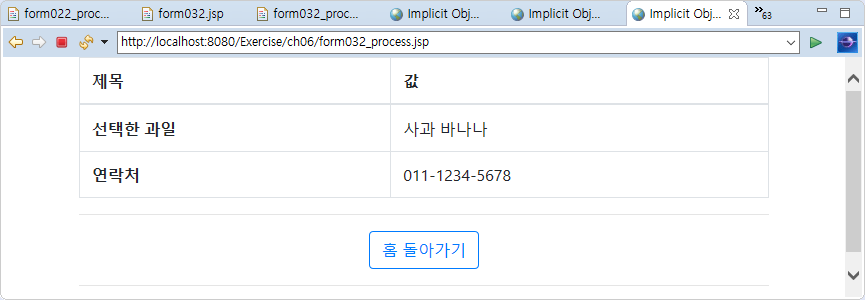 form022_proc... form032.jsp form032_proc... Implicit Obj... Implicit Obj... Implicit Obj... »63
http://localhost:8080/Exercise/ch06/form032_process.jsp
제목 값
선택한 과일 사과 바나나
연락처 011-1234-5678
홈 돌아가기